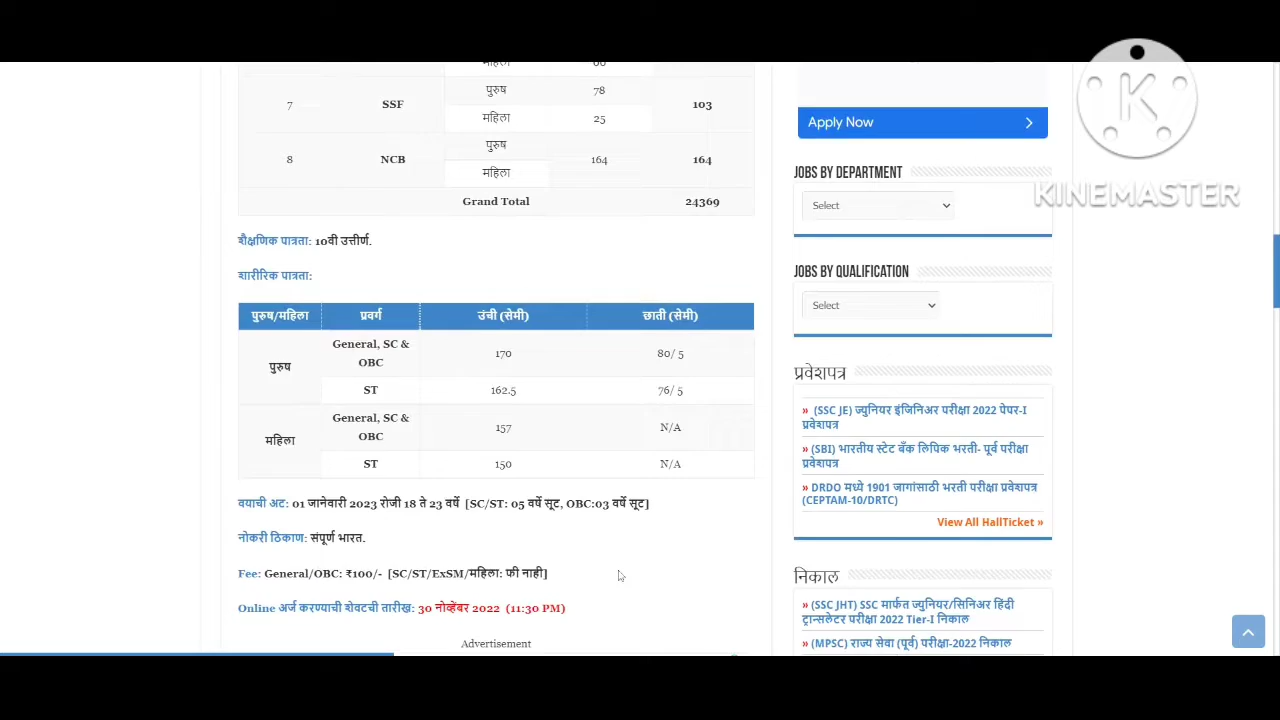 महिला 66
7 SSF पुरुष 78 103
महिला 25
8 NCB पुरुष 164 164
महिला
Grand Total 24369
शैक्षणिक पात्रता: 10वी उत्तीर्ण.
शारीरिक पात्रता:
पुरुष/महिला प्रवर्ग उंची (सेमी) छाती (सेमी)
पुरुष General, SC & OBC 170 80/ 5
ST 162.5 76/ 5
महिला General, SC & OBC 157 N/A
ST 150 N/A
वयाची अट: 01 जानेवारी 2023 रोजी 18 ते 23 वर्षे [SC/ST: 05 वर्षे सूट, OBC:03 वर्षे सूट]
नोकरी ठिकाण: संपूर्ण भारत.
Fee: General/OBC: ₹100/- [SC/ST/ExSM/महिला: फी नाही]
Online अर्ज करण्याची शेवटची तारीख: 30 नोव्हेंबर 2022 (11:30 PM)
Advertisement
Apply Now
JOBS BY DEPARTMENT
Select
JOBS BY QUALIFICATION
Select
प्रवेशपत्र
» (SSC JE) ज्युनियर इंजिनिअर परीक्षा 2022 पेपर-I
प्रवेशपत्र
» (SBI) भारतीय स्टेट बँक लिपिक भरती- पूर्व परीक्षा
प्रवेशपत्र
» DRDO मध्ये 1901 जागांसाठी भरती परीक्षा प्रवेशपत्र
(CEPTAM-10/DRTC)
View All HallTicket »
निकाल
» (SSC JHT) SSC मार्फत ज्युनियर/सिनिअर हिंदी
ट्रान्सलेटर परीक्षा 2022 Tier-I निकाल
» (MPSC) राज्य सेवा (पूर्व) परीक्षा-2022 निकाल
K
KINEMASTER